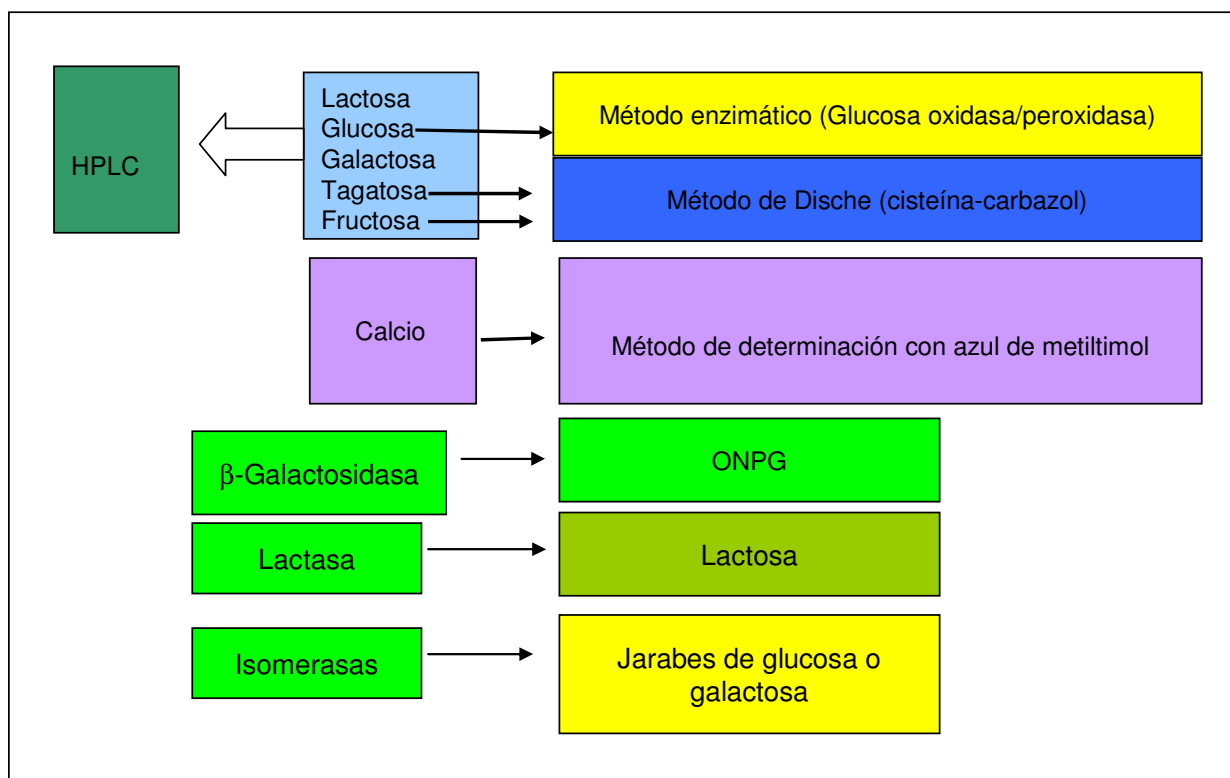 HPLC
Lactosa
Glucosa
Galactosa
Tagatosa
Fructosa
Método enzimático (Glucosa oxidasa/peroxidasa)
Método de Dische (cisteína-carbazol)
Calcio
Método de determinación con azul de metiltimol
β-Galactosidasa
ONPG
Lactasa
Lactosa
Isomerasas
Jarabes de glucosa o
galactosa